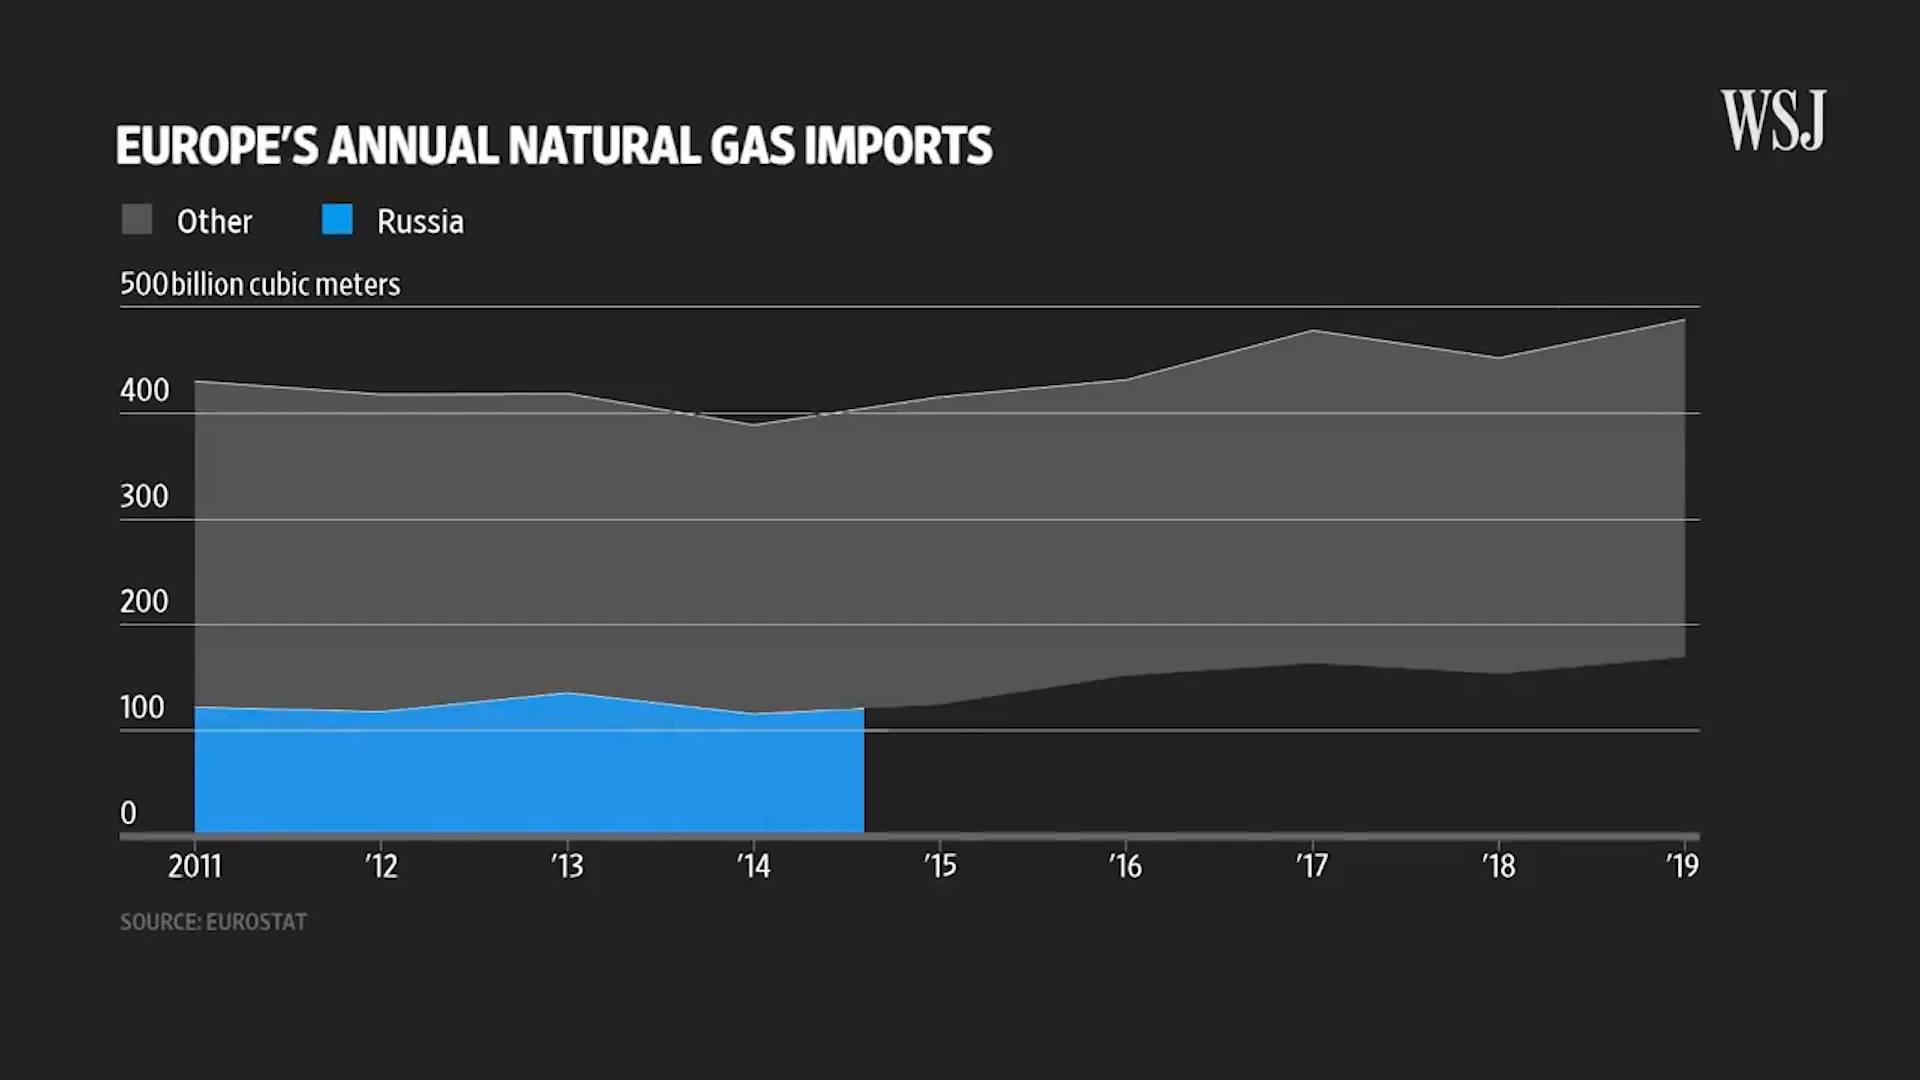 WSJ
EUROPE’S ANNUAL NATURAL GAS IMPORTS
Other Russia
500 billion cubic meters
400
300
200
100
0
2011 ’12 ’13 ’14 ’15 ’16 ’17 ’18 ’19
SOURCE: EUROSTAT